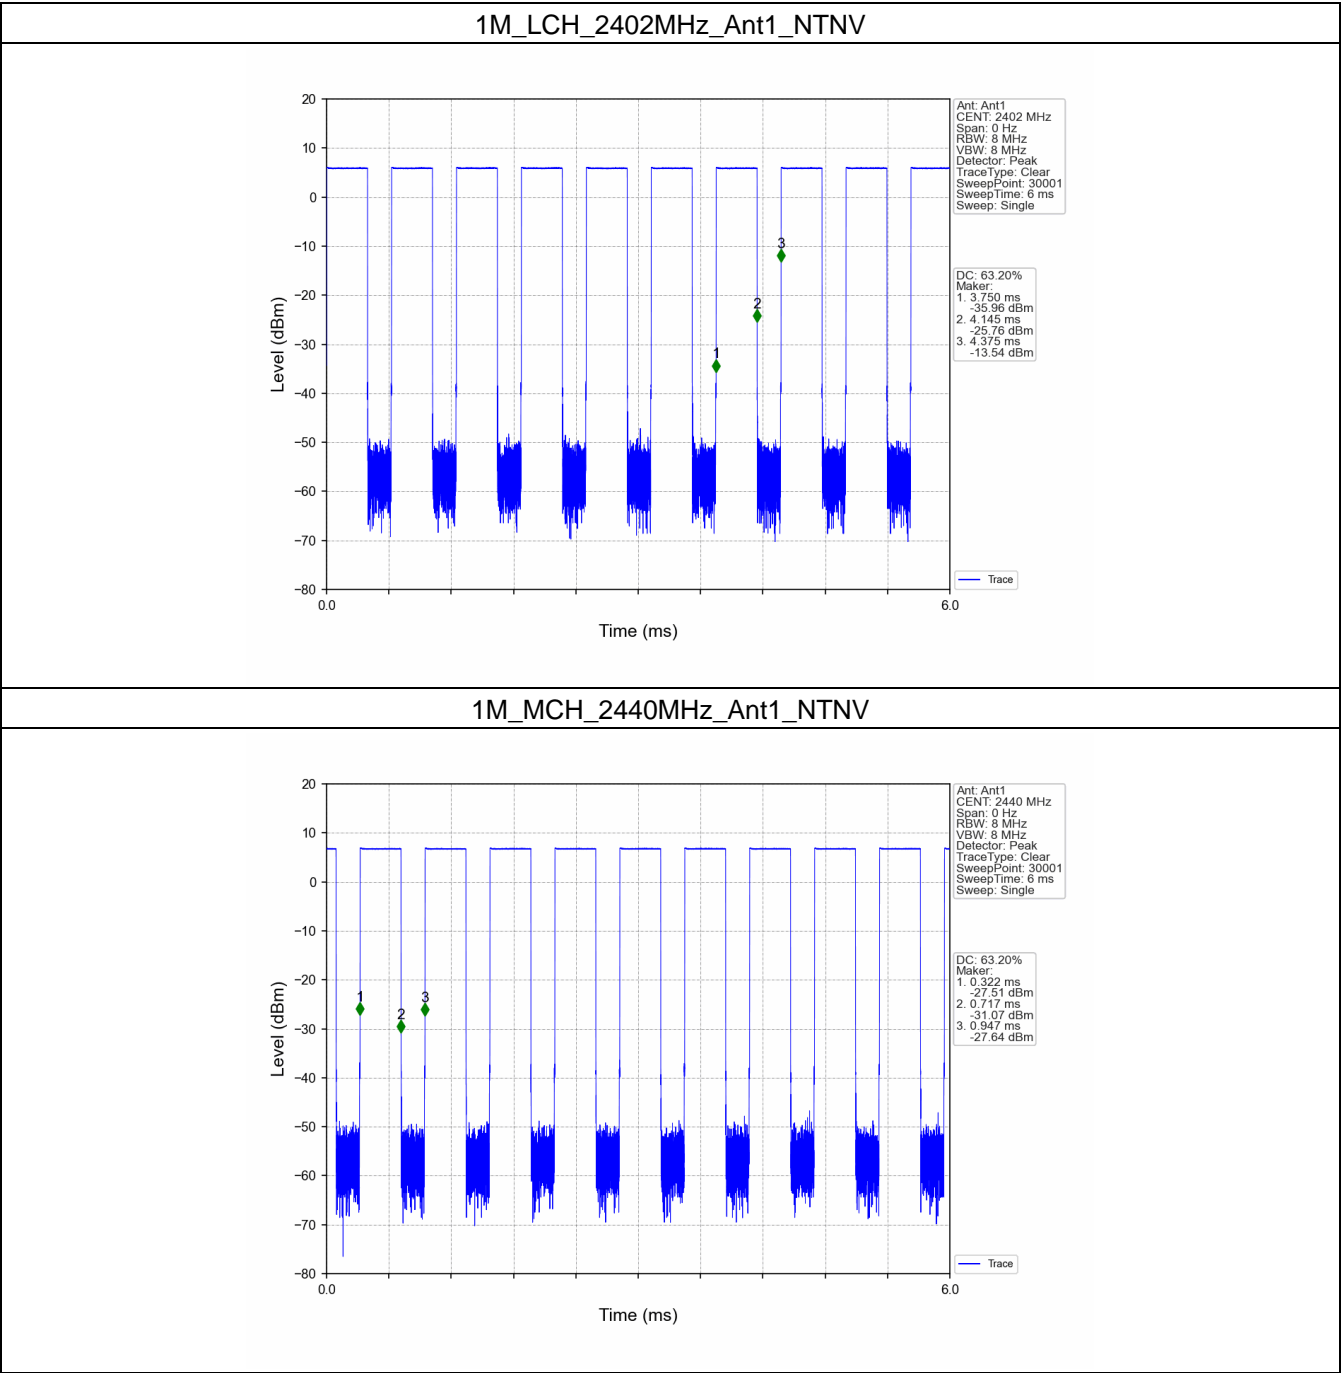 1M_LCH_2402MHz_Ant1_NTNV
20
10
0
−10
−20
−30
−40
−50
−60
−70
−80
Level (dBm)
0.0
6.0
Time (ms)
1
2
3
Ant: Ant1
CENT: 2402 MHz
Span: 0 Hz
RBW: 8 MHz
VBW: 8 MHz
Detector: Peak
TraceType: Clear
SweepPoint: 30001
SweepTime: 6 ms
Sweep: Single
DC: 63.20%
Maker:
1. 3.750 ms
-35.96 dBm
2. 4.145 ms
-25.76 dBm
3. 4.375 ms
-13.54 dBm
Trace
1M_MCH_2440MHz_Ant1_NTNV
20
10
0
−10
−20
−30
−40
−50
−60
−70
−80
Level (dBm)
0.0
6.0
Time (ms)
1
2
3
Ant: Ant1
CENT: 2440 MHz
Span: 0 Hz
RBW: 8 MHz
VBW: 8 MHz
Detector: Peak
TraceType: Clear
SweepPoint: 30001
SweepTime: 6 ms
Sweep: Single
DC: 63.20%
Maker:
1. 0.322 ms
-27.51 dBm
2. 0.717 ms
-31.07 dBm
3. 0.947 ms
-27.64 dBm
Trace